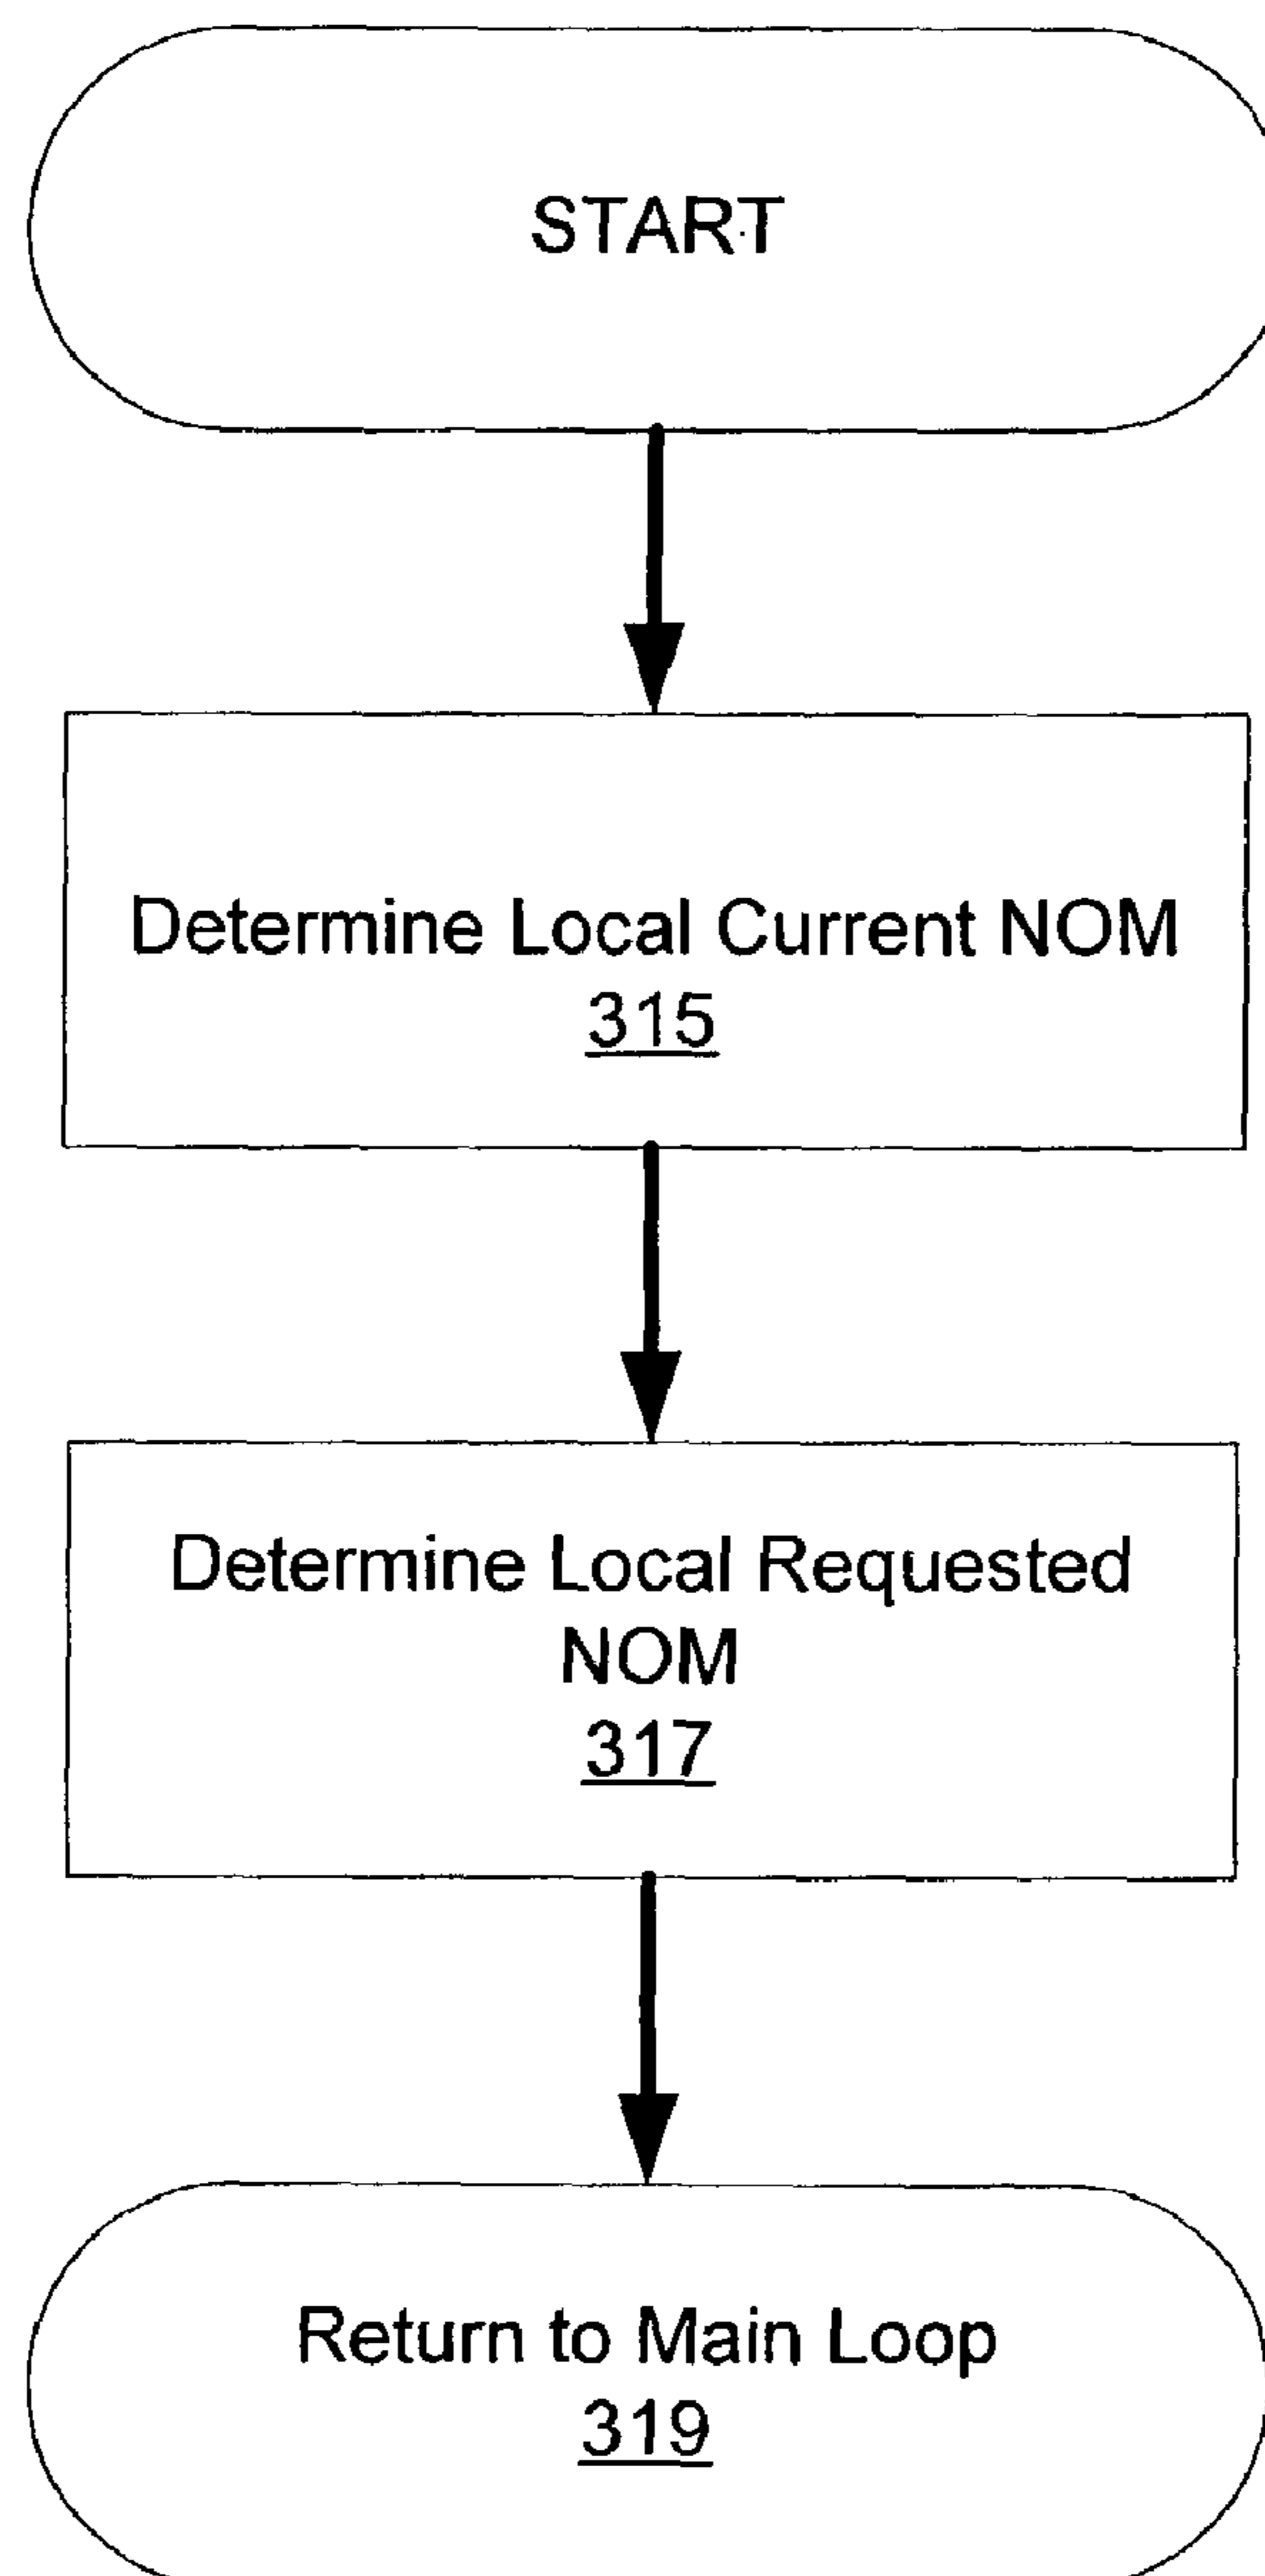 START
Determine Local Current NOM
315
Determine Local Requested
NOM
317
Return to Main Loop
319